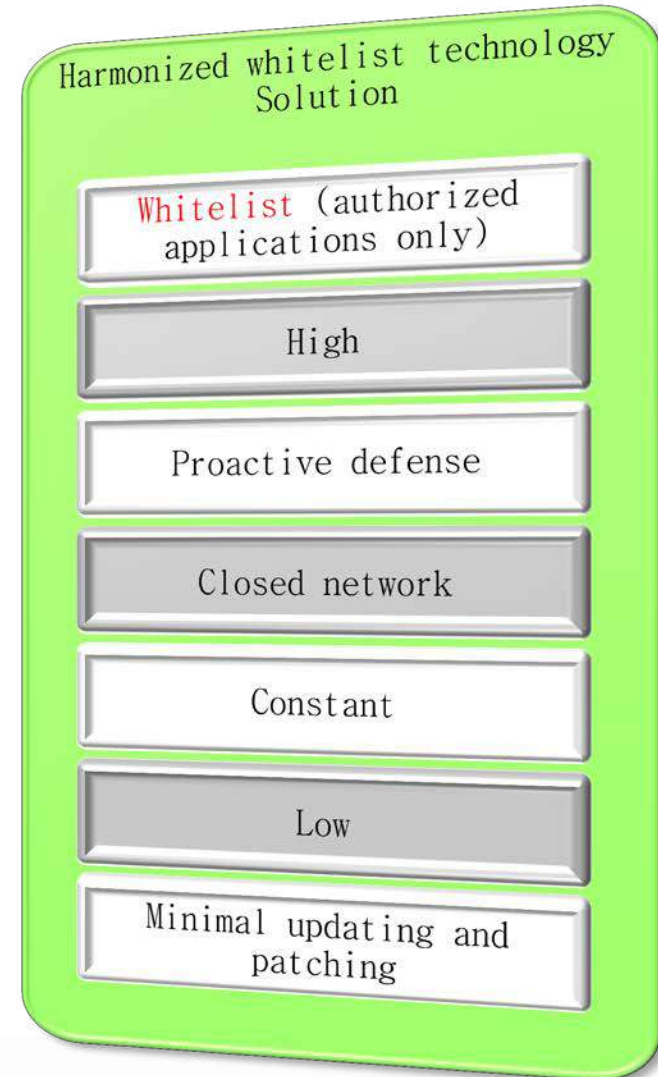 Harmonized whitelist technology
Solution
Whitelist (authorized
applications only)
High
Proactive defense
Closed network
Constant
Low
Minimal updating and
patching